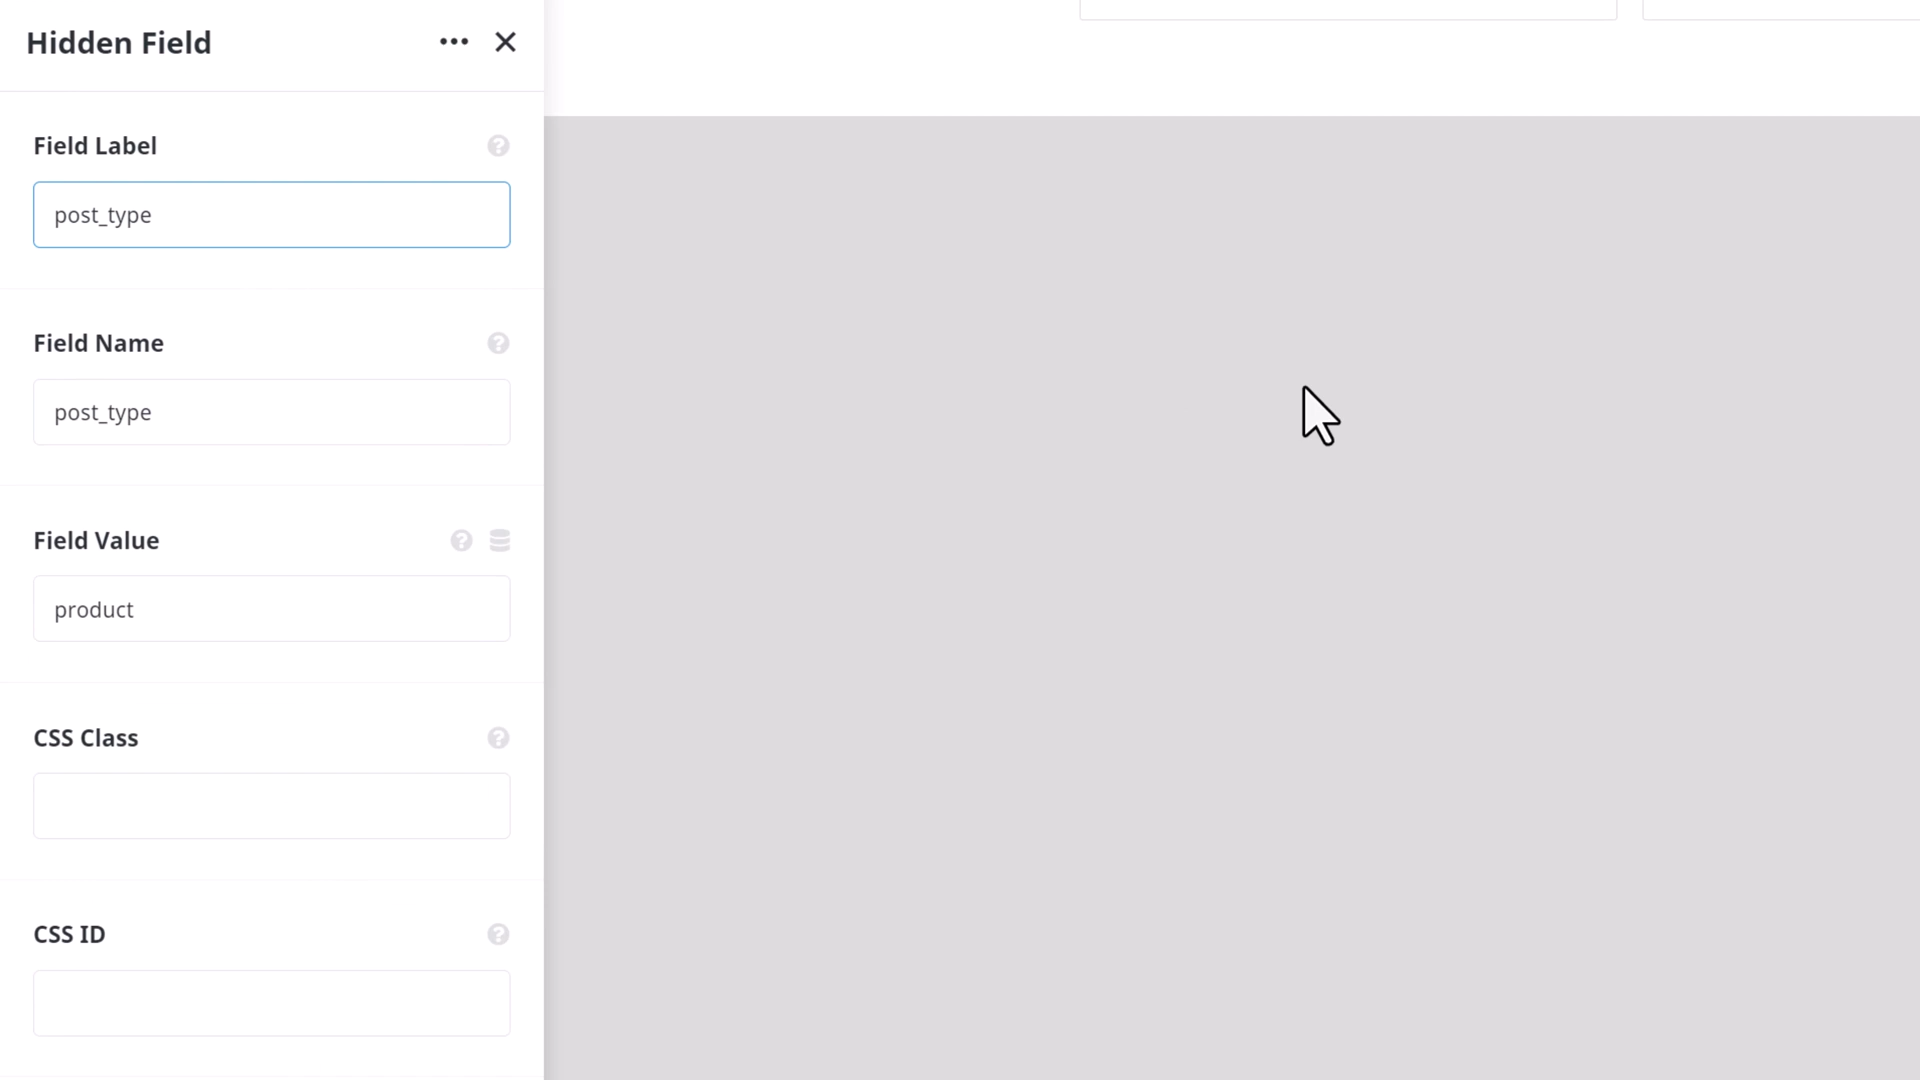 Hidden Field
Field Label
post_type
Field Name
post_type
Field Value
product
CSS Class
CSS ID